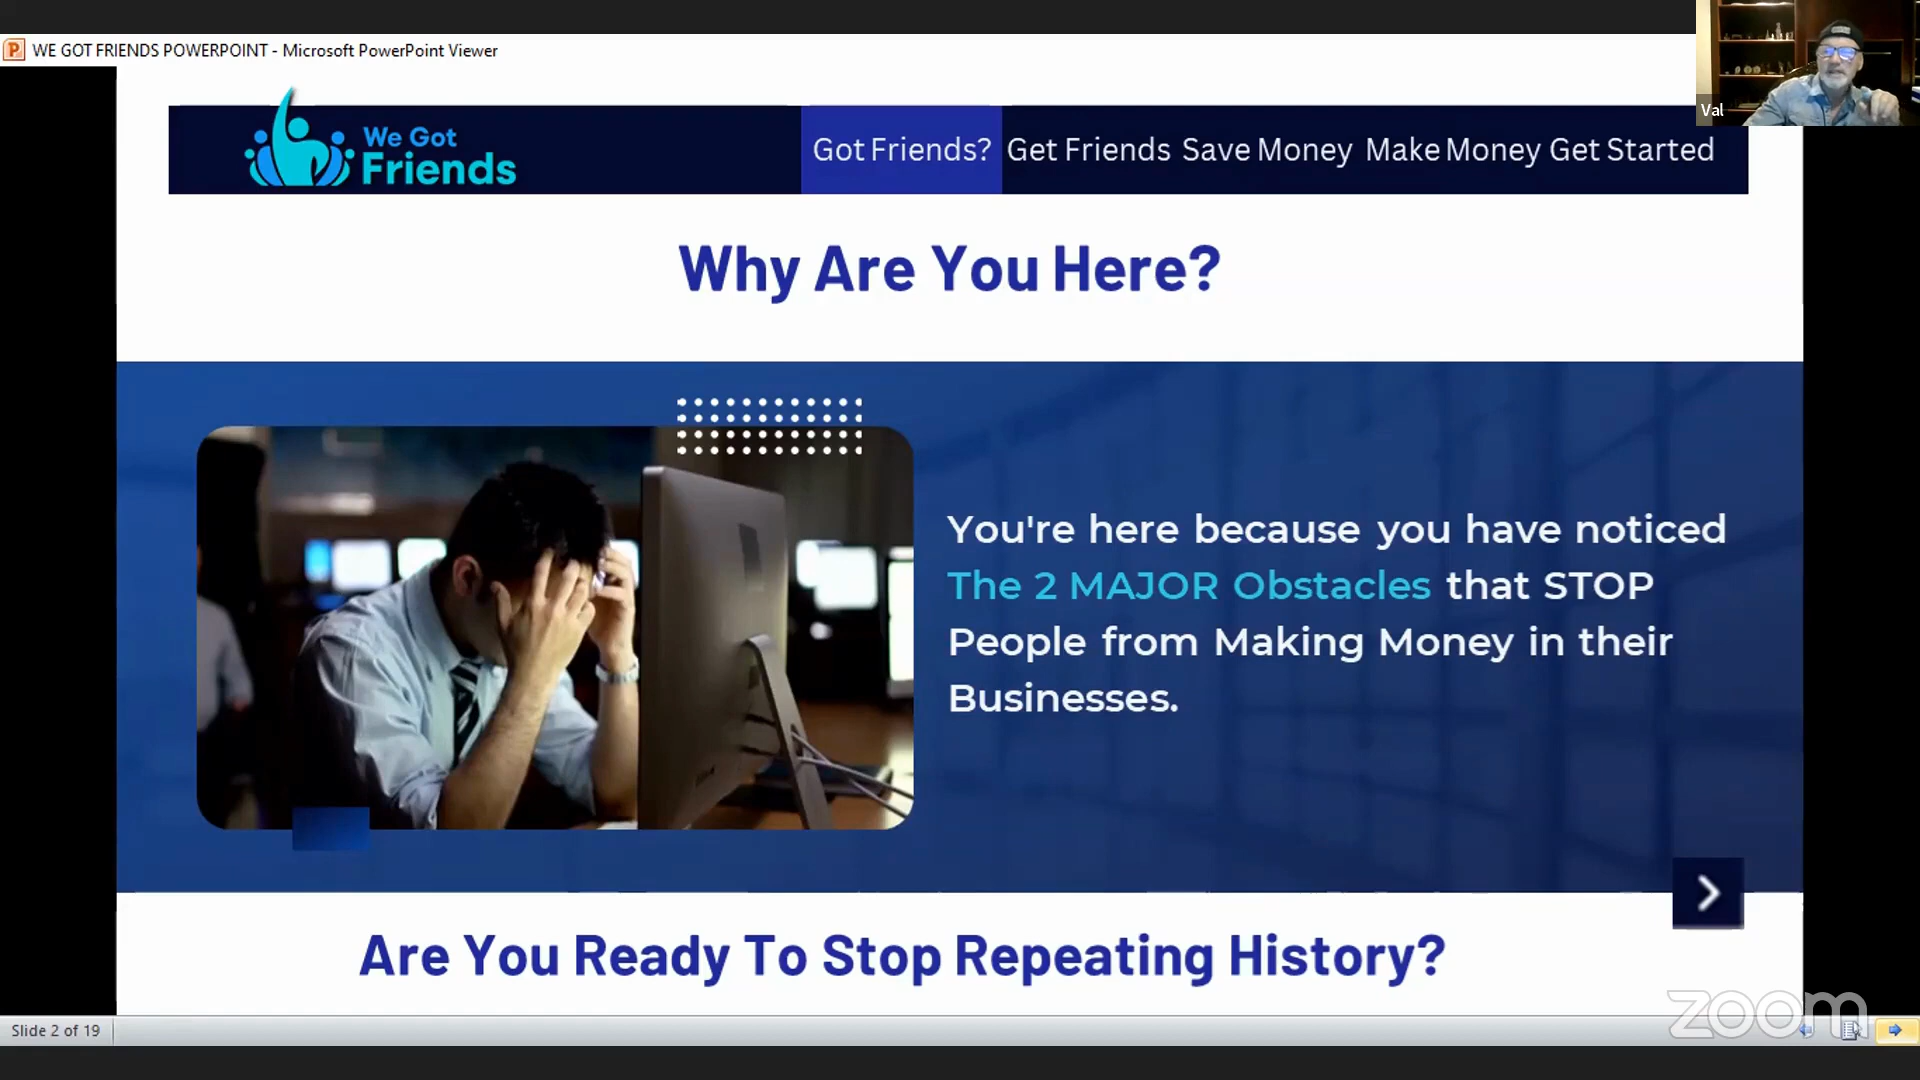 WE GOT FRIENDS POWERPOINT - Microsoft PowerPoint Viewer
Val
We Got
Friends
Got Friends? Get Friends Save Money Make Money Get Started
Why Are You Here?
You're here because you have noticed
The 2 MAJOR Obstacles that STOP
People from Making Money in their
Businesses.
Are You Ready To Stop Repeating History?
zoom
Slide 2 of 19